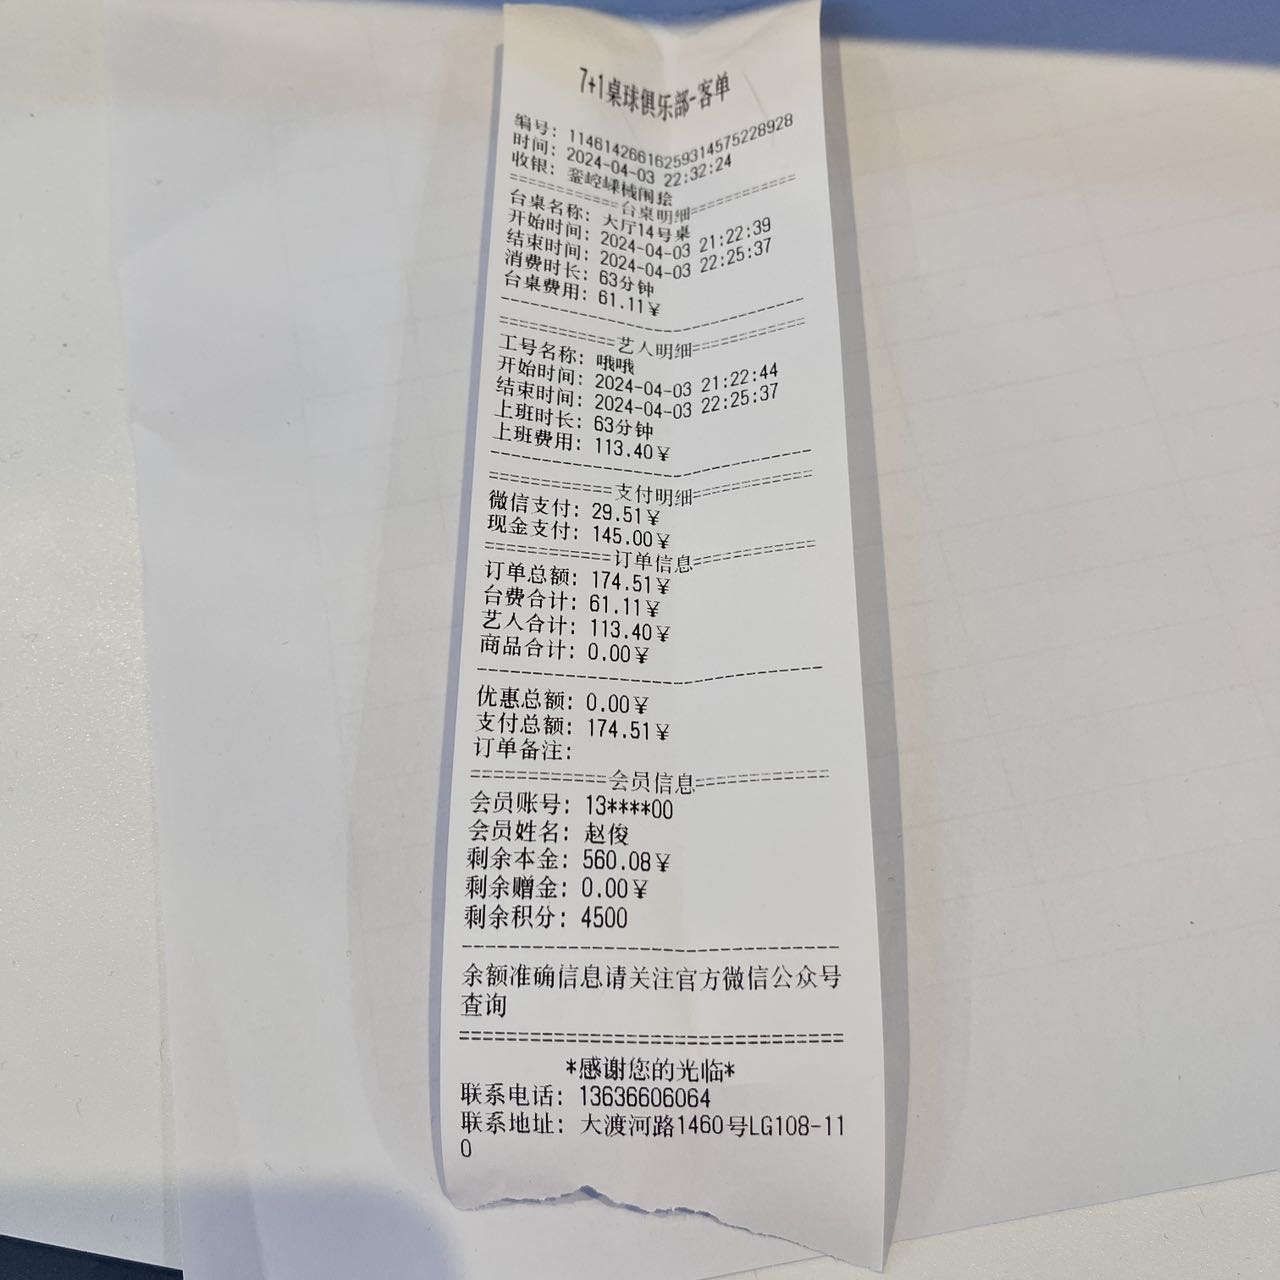 7+1桌球俱乐部-客单
编号: 11461426616259314575228928
时间: 2024-04-03 22:32:24
收银: 銮崆嵊械闱
============台桌明细============
台桌名称: 大厅14号桌
开始时间: 2024-04-03 21:22:39
结束时间: 2024-04-03 22:25:37
消费时长: 63分钟
台桌费用: 61.11¥
--------------------------------
============艺人明细============
工号名称: 哦哦
开始时间: 2024-04-03 21:22:44
结束时间: 2024-04-03 22:25:37
上班时长: 63分钟
上班费用: 113.40¥
--------------------------------
============支付明细============
微信支付: 29.51¥
现金支付: 145.00¥
============订单信息============
订单总额: 174.51¥
台费合计: 61.11¥
艺人合计: 113.40¥
商品合计: 0.00¥
--------------------------------
优惠总额: 0.00¥
支付总额: 174.51¥
订单备注:
============会员信息============
会员账号: 13****00
会员姓名: 赵俊
剩余本金: 560.08¥
剩余赠金: 0.00¥
剩余积分: 4500
--------------------------------
余额准确信息请关注官方微信公众号
查询
================================
*感谢您的光临*
联系电话: 13636606064
联系地址: 大渡河路1460号LG108-11
0